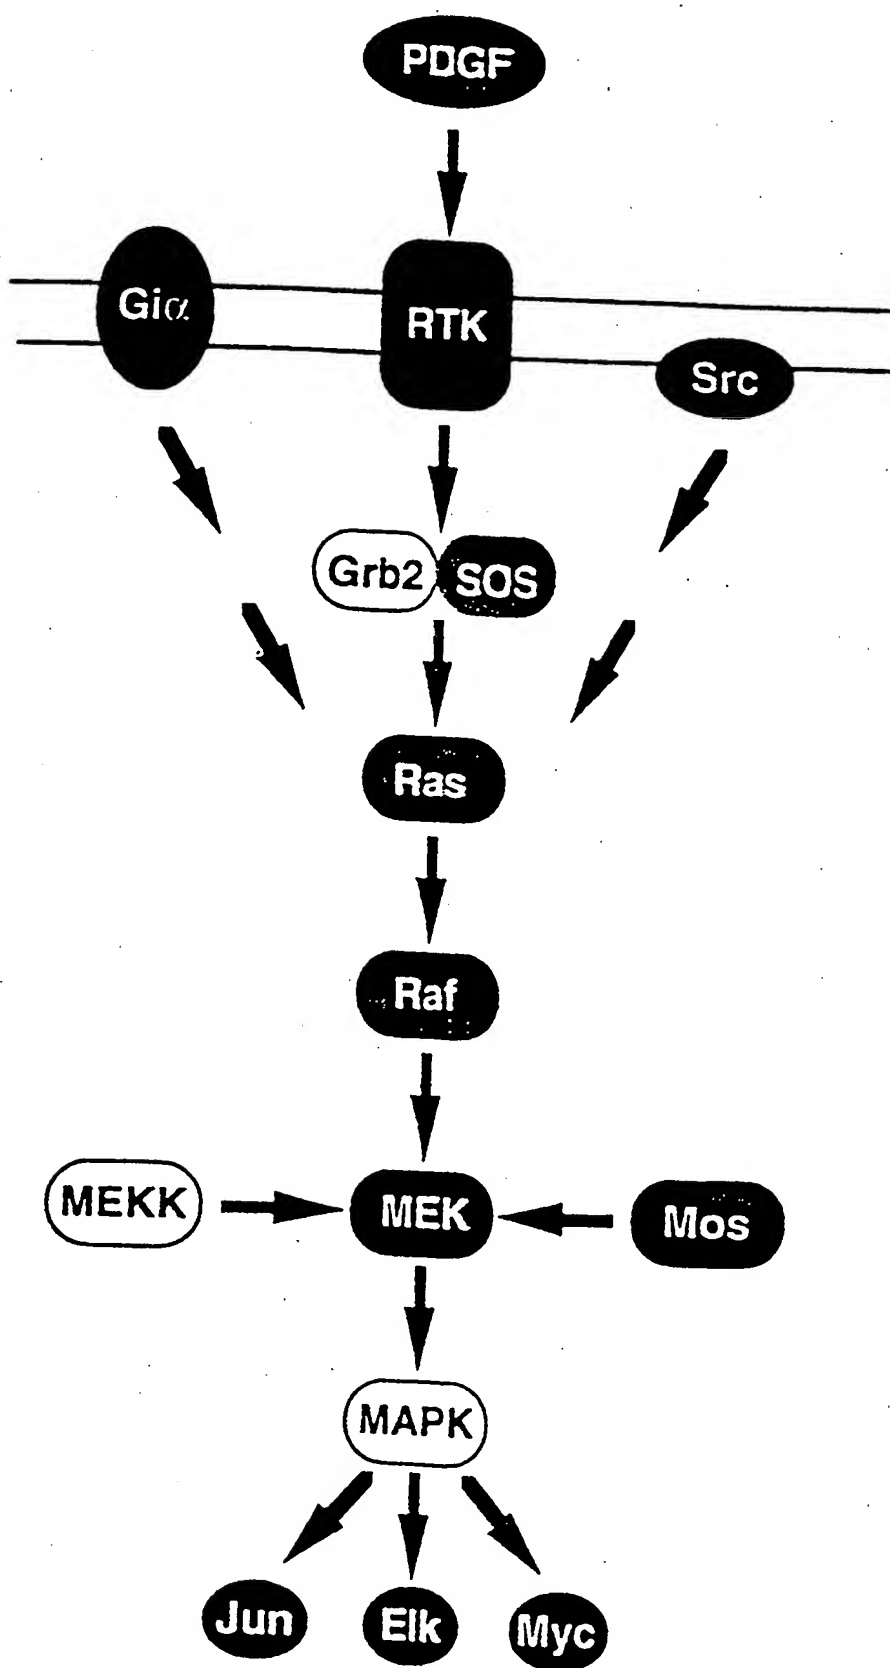 PDGF
Giα
RTK
Src
Grb2
SOS
Ras
Raf
MEKK
MEK
Mos
MAPK
Jun
Elk
Myc